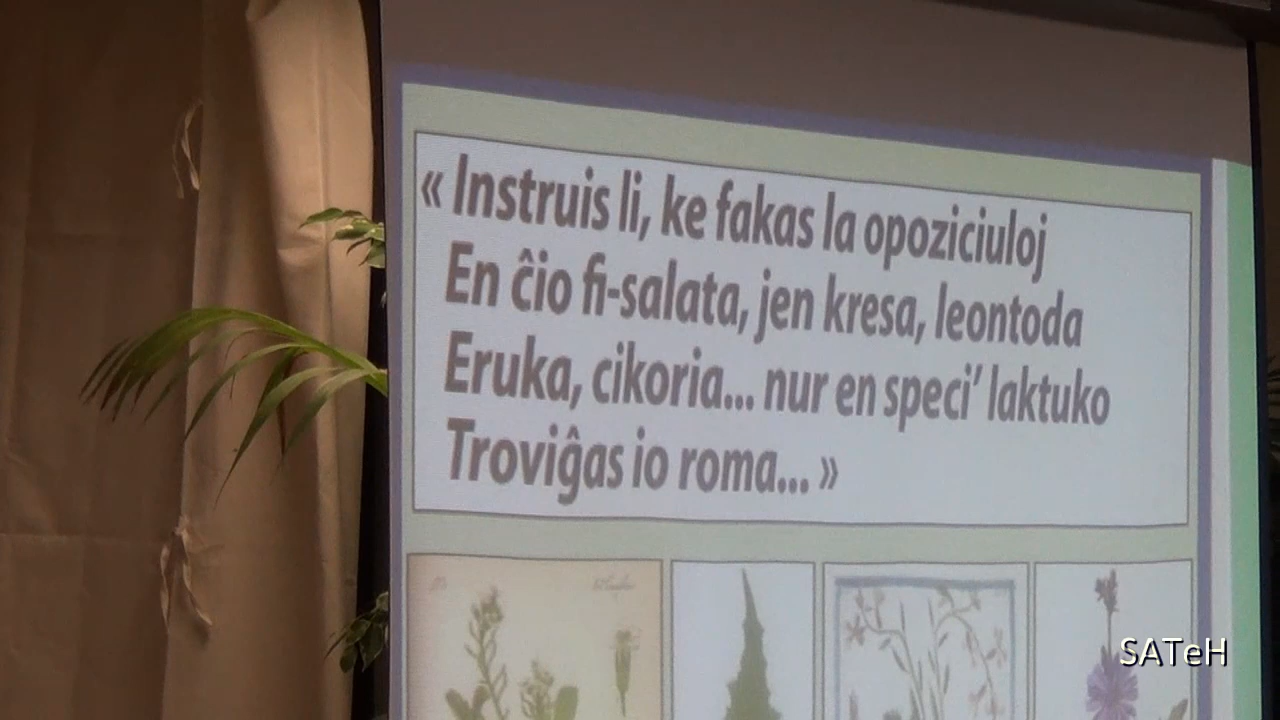 « Instruis li, ke fakas la opoziciuloj
En ĉio fi-salata, jen kresa, leontoda
Eruka, cikoria... nur en speci’ laktuko
Troviĝas io roma... »
SATeH